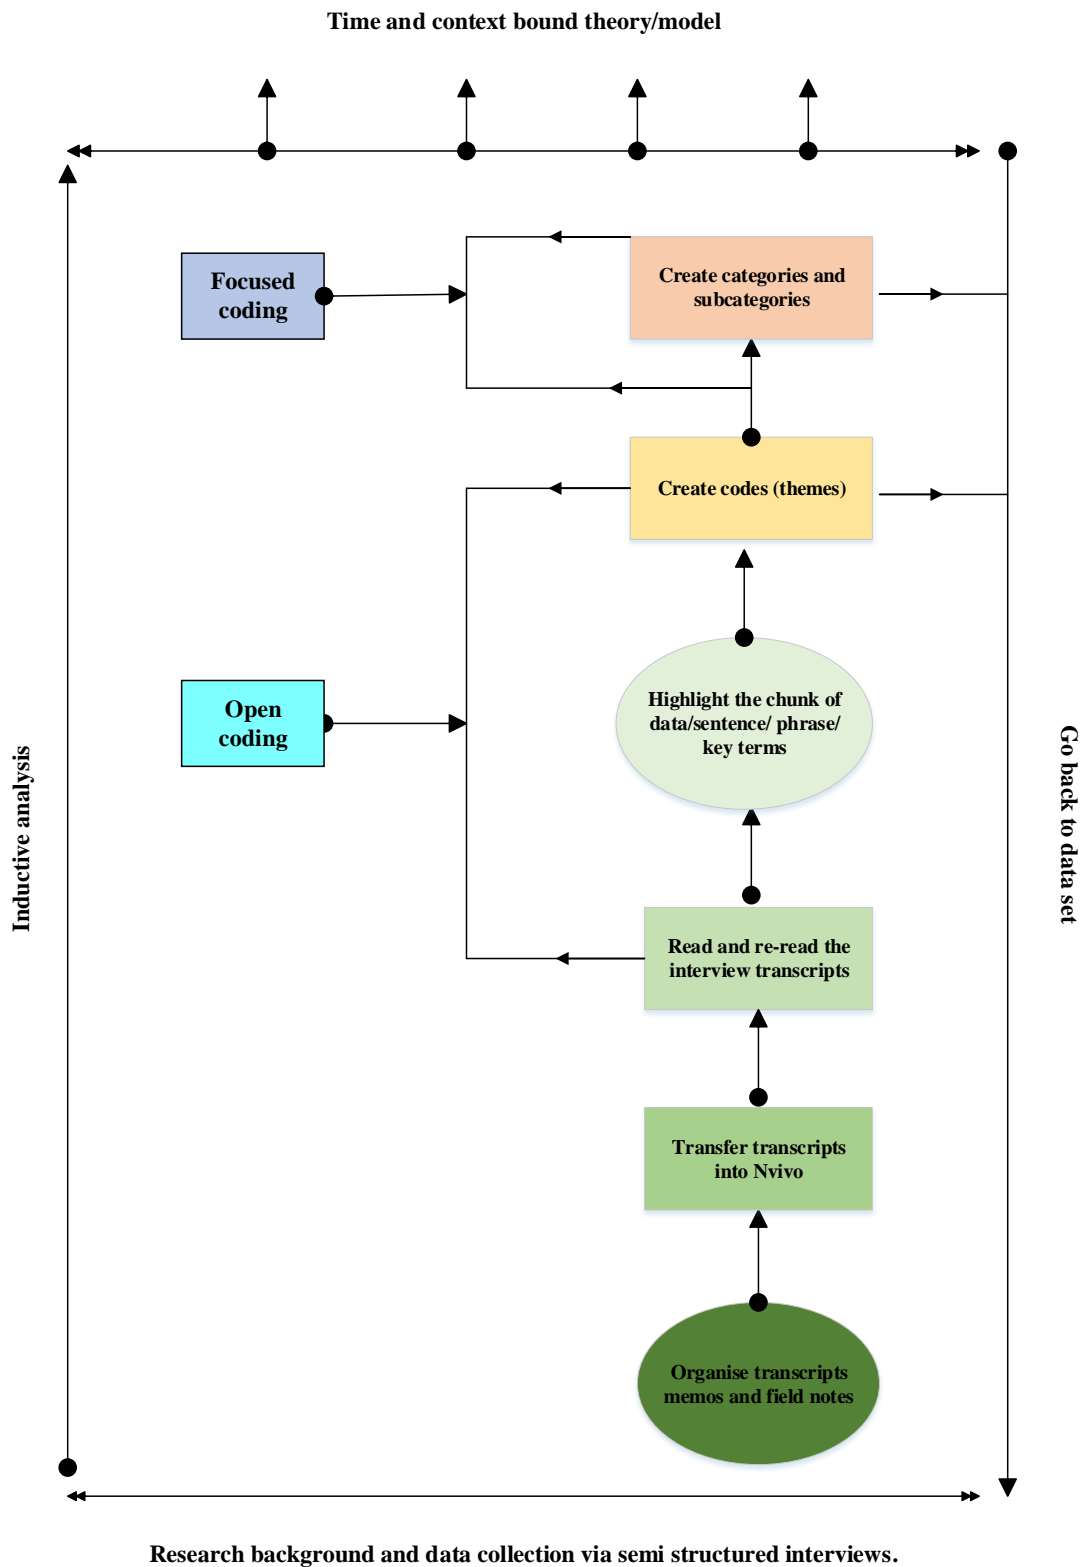 Time and context bound theory/model
Focused
coding
Create categories and
subcategories
Create codes (themes)
Highlight the chunk of
data/sentence/ phrase/
key terms
Open
coding
Inductive analysis
Go back to data set
Read and re-read the
interview transcripts
Transfer transcripts
into Nvivo
Organise transcripts
memos and field notes
Research background and data collection via semi structured interviews.